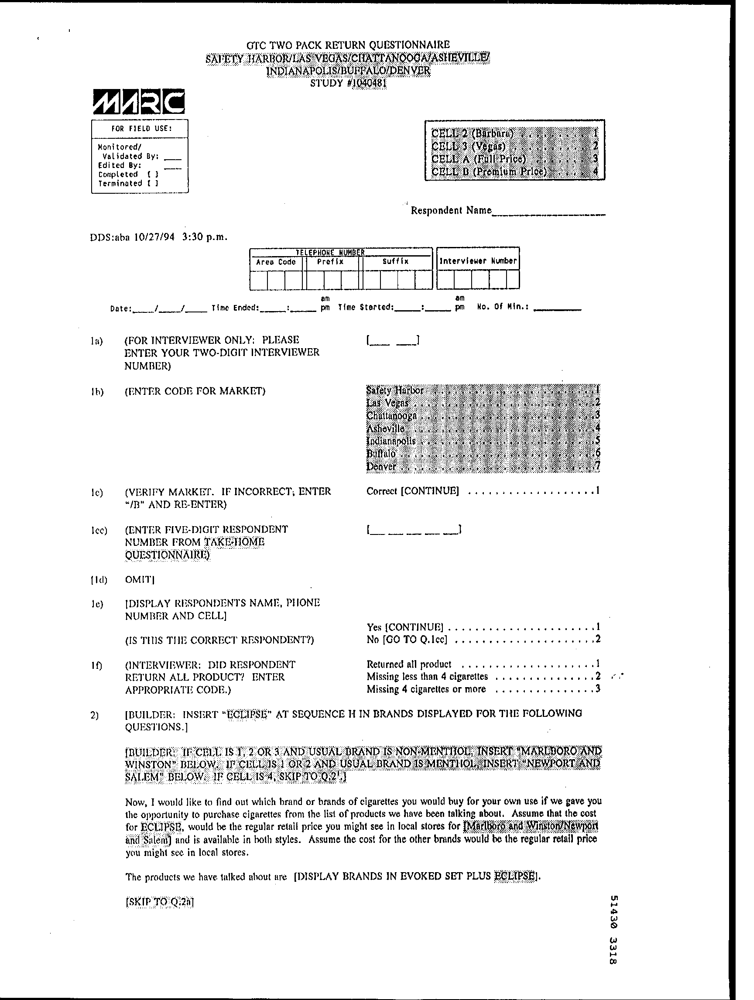 OTC TWO PACK RETURN QUESTIONNAIRE
SAFETY HARBOR/LAS VEGAS/CHATTANOOGA/ASHEVILLE/
INDIANAPOLIS/BUFFALO/DENVER
STUDY #1040481
MARC
FOR FIELD USE:
Monitored/
Validated By: ____
Edited By: ____
Completed ( )
Terminated ( )
CELL 2 (Barbara) . . . . . . . 1
CELL 3 (Vegas) . . . . . . . . 2
CELL A (Full Price) . . . . . . 3
CELL B (Premium Price) . . . . 4
Respondent Name____________________
DDS:aba 10/27/94 3:30 p.m.
TELEPHONE NUMBER
Area Code Prefix Suffix Interviewer Number
Date:____/____/____ Time Ended:_____:_____ am pm Time Started:_____:_____ am pm No. Of Min.: _________
1a) (FOR INTERVIEWER ONLY: PLEASE [___ ___]
ENTER YOUR TWO-DIGIT INTERVIEWER
NUMBER)
1b) (ENTER CODE FOR MARKET) Safety Harbor . . . . . . . . . . . . . . . . . . . 1
Las Vegas . . . . . . . . . . . . . . . . . . . . . 2
Chattanooga . . . . . . . . . . . . . . . . . . . . 3
Asheville . . . . . . . . . . . . . . . . . . . . . 4
Indianapolis . . . . . . . . . . . . . . . . . . . . 5
Buffalo . . . . . . . . . . . . . . . . . . . . . . 6
Denver . . . . . . . . . . . . . . . . . . . . . . 7
1c) (VERIFY MARKET. IF INCORRECT, ENTER Correct [CONTINUE] . . . . . . . . . . . . . . . . . . . 1
"/B" AND RE-ENTER)
1cc) (ENTER FIVE-DIGIT RESPONDENT [___ ___ ___ ___ ___]
NUMBER FROM TAKE-HOME
QUESTIONNAIRE)
[1d) OMIT]
1e) [DISPLAY RESPONDENTS NAME, PHONE
NUMBER AND CELL]
Yes [CONTINUE] . . . . . . . . . . . . . . . . . . . . . 1
(IS THIS THE CORRECT RESPONDENT?) No [GO TO Q.1cc] . . . . . . . . . . . . . . . . . . . . 2
1f) (INTERVIEWER: DID RESPONDENT Returned all product . . . . . . . . . . . . . . . . . . 1
RETURN ALL PRODUCT? ENTER Missing less than 4 cigarettes . . . . . . . . . . . . . . 2
APPROPRIATE CODE.) Missing 4 cigarettes or more . . . . . . . . . . . . . . . 3
2) [BUILDER: INSERT "ECLIPSE" AT SEQUENCE H IN BRANDS DISPLAYED FOR THE FOLLOWING
QUESTIONS.]
[BUILDER: IF CELL IS 1, 2 OR 3 AND USUAL BRAND IS NON-MENTHOL, INSERT "MARLBORO AND
WINSTON" BELOW. IF CELL IS 1 OR 2 AND USUAL BRAND IS MENTHOL, INSERT "NEWPORT AND
SALEM" BELOW. IF CELL IS 4, SKIP TO Q.2'.]
Now, I would like to find out which brand or brands of cigarettes you would buy for your own use if we gave you
the opportunity to purchase cigarettes from the list of products we have been talking about. Assume that the cost
for ECLIPSE, would be the regular retail price you might see in local stores for [Marlboro and Winston/Newport
and Salem] and is available in both styles. Assume the cost for the other brands would be the regular retail price
you might see in local stores.
The products we have talked about are [DISPLAY BRANDS IN EVOKED SET PLUS ECLIPSE].
[SKIP TO Q.2a]
51430 3318